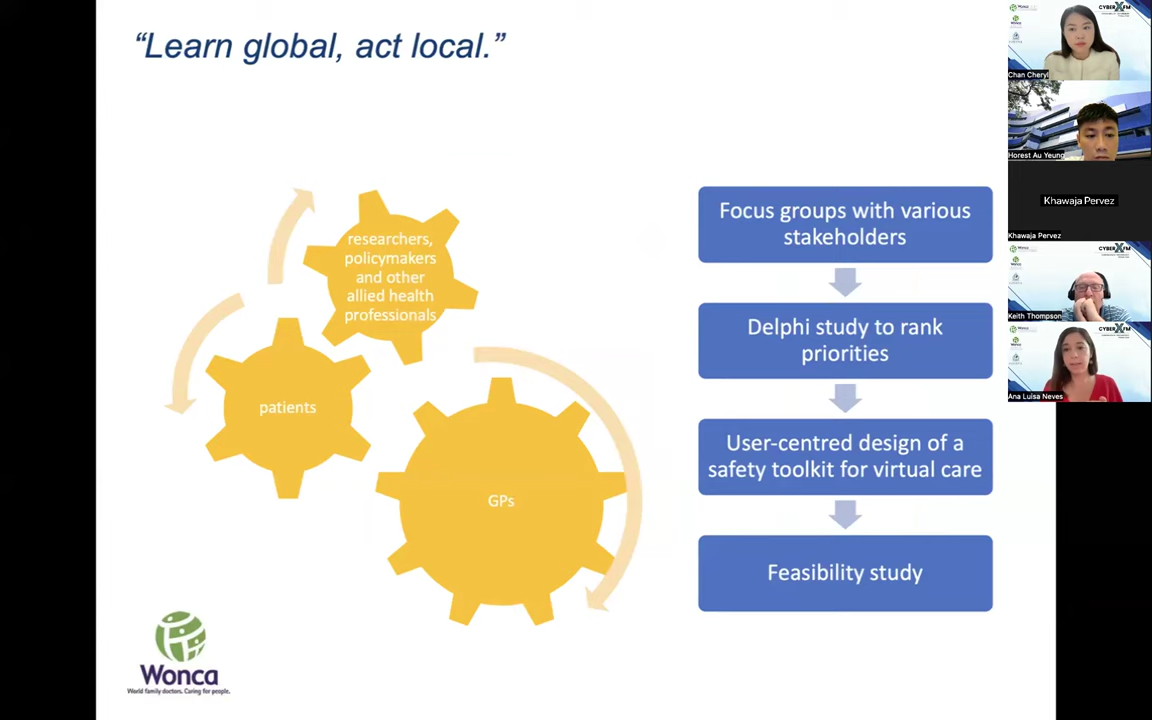 “Learn global, act local.”
researchers,
policymakers
and other
allied health
professionals
patients
GPs
Focus groups with various
stakeholders
Delphi study to rank
priorities
User-centred design of a
safety toolkit for virtual care
Feasibility study
Wonca
World family doctors. Caring for people.
Chan Cheryl
Horest Au Yeung
Khawaja Pervez
Khawaja Pervez
Keith Thompson
Ana Luisa Neves